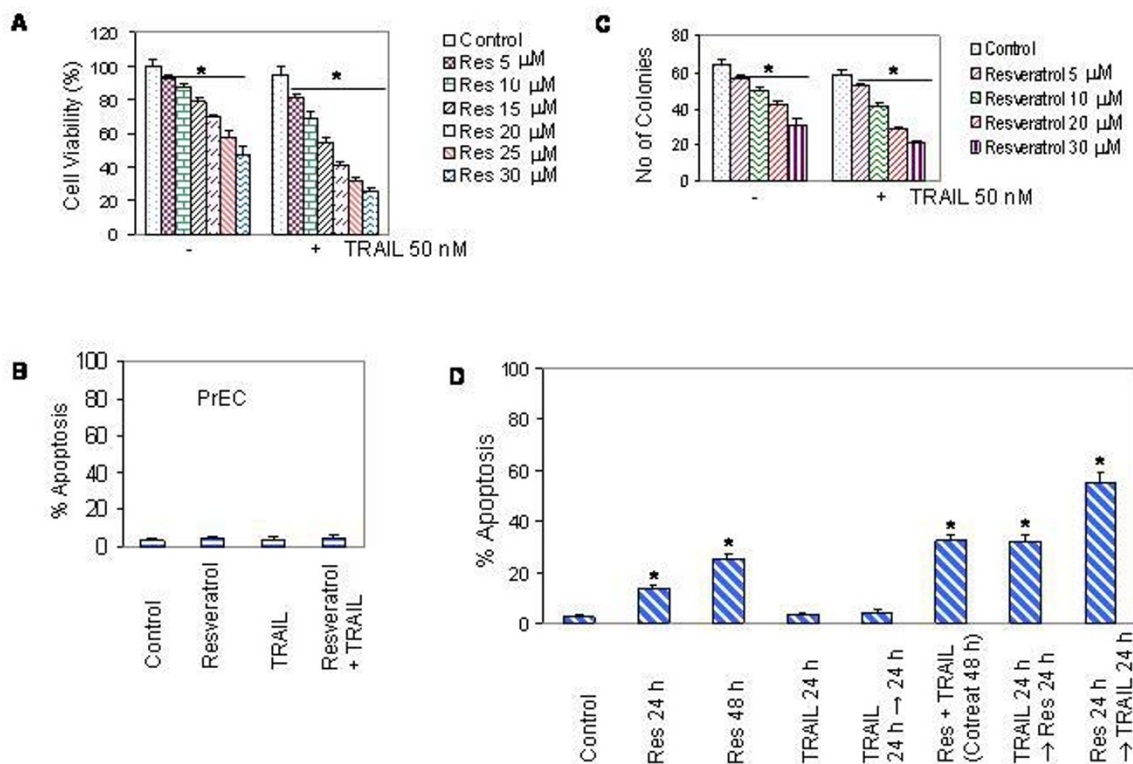 A
Cell Viability (%)
120
100
80
60
40
20
0
*
*
-
+
TRAIL 50 nM
Control
Res 5 µM
Res 10 µM
Res 15 µM
Res 20 µM
Res 25 µM
Res 30 µM
C
No of Colonies
80
60
40
20
0
*
*
-
+
TRAIL 50 nM
Control
Resveratrol 5 µM
Resveratrol 10 µM
Resveratrol 20 µM
Resveratrol 30 µM
B
% Apoptosis
100
80
60
40
20
0
PrEC
Control
Resveratrol
TRAIL
Resveratrol
+ TRAIL
D
% Apoptosis
100
80
60
40
20
0
*
*
*
*
*
Control
Res 24 h
Res 48 h
TRAIL 24 h
TRAIL
24 h → 24 h
Res + TRAIL
(Cotreat 48 h)
TRAIL 24 h
→ Res 24 h
Res 24 h
→ TRAIL 24 h